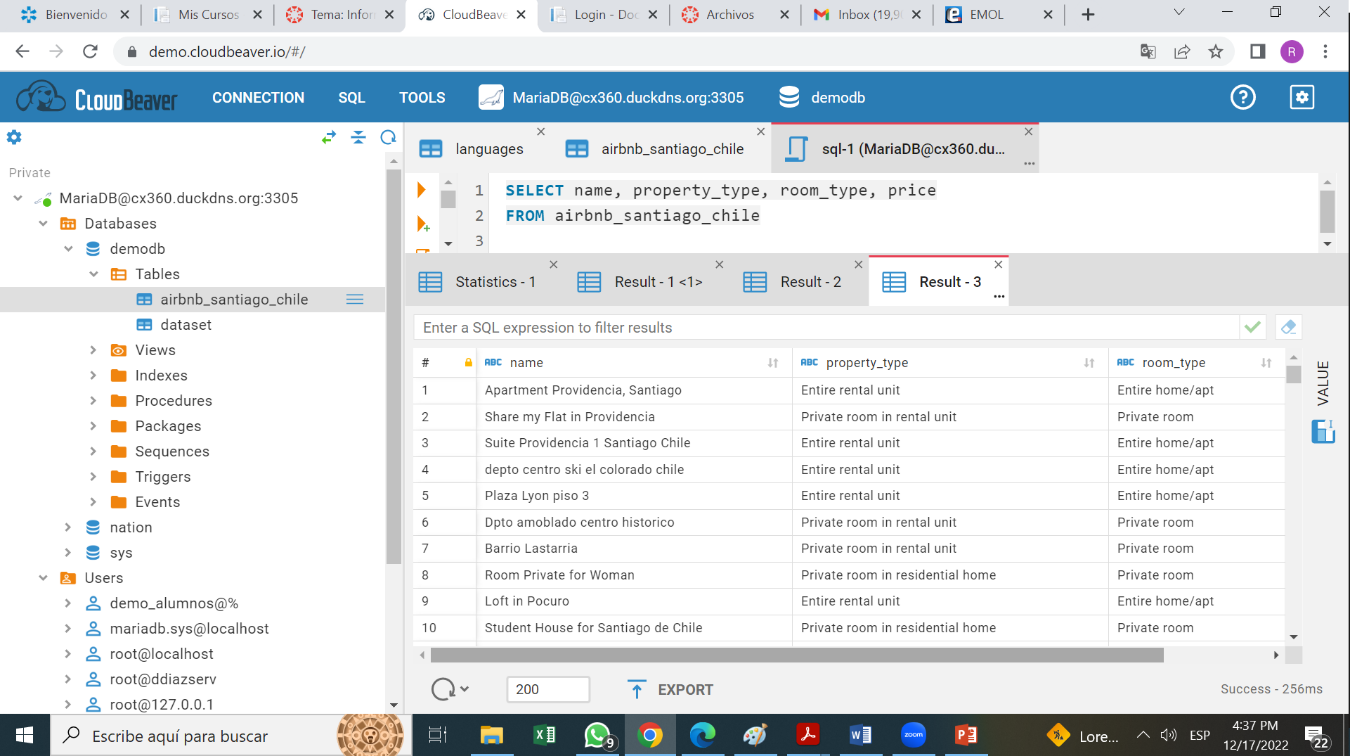 Bienvenido
Mis Cursos
Tema: Infor
CloudBeave
Login - Doc
Archivos
Inbox (19,9
EMOL
demo.cloudbeaver.io/#/
R
CLOUDBEAVER
CONNECTION
SQL
TOOLS
MariaDB@cx360.duckdns.org:3305
demodb
Private
MariaDB@cx360.duckdns.org:3305
Databases
demodb
Tables
airbnb_santiago_chile
dataset
Views
Indexes
Procedures
Packages
Sequences
Triggers
Events
nation
sys
Users
demo_alumnos@%
mariadb.sys@localhost
root@localhost
root@ddiazserv
root@127.0.0.1
languages
airbnb_santiago_chile
sql-1 (MariaDB@cx360.du...
1 SELECT name, property_type, room_type, price
2 FROM airbnb_santiago_chile
3
Statistics - 1
Result - 1 <1>
Result - 2
Result - 3
Enter a SQL expression to filter results
# ABC name ABC property_type ABC room_type
1 Apartment Providencia, Santiago Entire rental unit Entire home/apt
2 Share my Flat in Providencia Private room in rental unit Private room
3 Suite Providencia 1 Santiago Chile Entire rental unit Entire home/apt
4 depto centro ski el colorado chile Entire rental unit Entire home/apt
5 Plaza Lyon piso 3 Entire rental unit Entire home/apt
6 Dpto amoblado centro historico Private room in rental unit Private room
7 Barrio Lastarria Private room in rental unit Private room
8 Room Private for Woman Private room in residential home Private room
9 Loft in Pocuro Entire rental unit Entire home/apt
10 Student House for Santiago de Chile Private room in residential home Private room
VALUE
200
EXPORT
Success - 256ms
Escribe aquí para buscar
9
zoom
Lore...
ESP
4:37 PM
12/17/2022
22